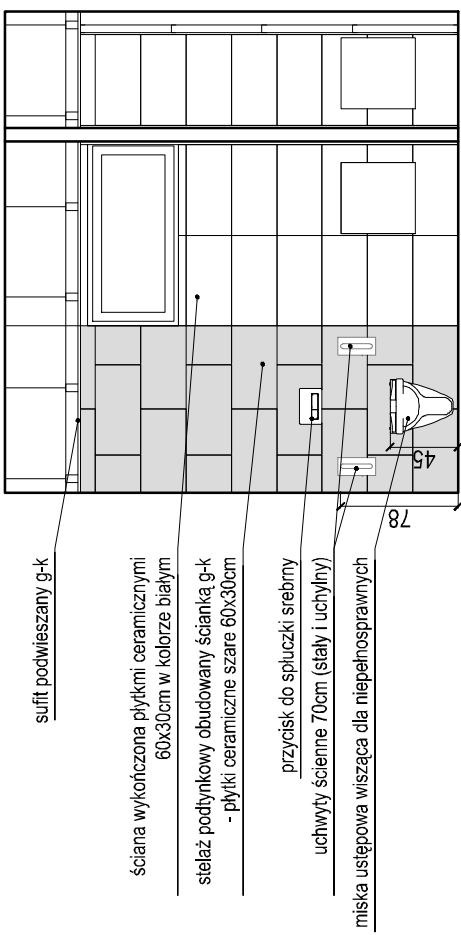 sufit podwieszany g-k
ściana wykończona płytkmi ceramicznymi
60x30cm w kolorze białym
stelaż podtynkowy obudowany ścianką g-k
- płytki ceramiczne szare 60x30cm
przycisk do spłuczki srebrny
uchwyty ścienne 70cm (stały i uchylny)
miska ustępowa wisząca dla niepełnosprawnych
45
78